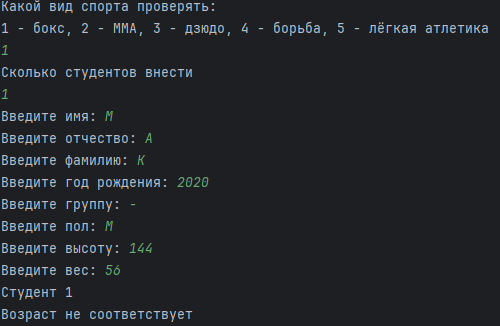 Какой вид спорта проверять:
1 - бокс, 2 - ММА, 3 - дзюдо, 4 - борьба, 5 - лёгкая атлетика
1
Сколько студентов внести
1
Введите имя: М
Введите отчество: А
Введите фамилию: К
Введите год рождения: 2020
Введите группу: -
Введите пол: М
Введите высоту: 144
Введите вес: 56
Студент 1
Возраст не соответствует